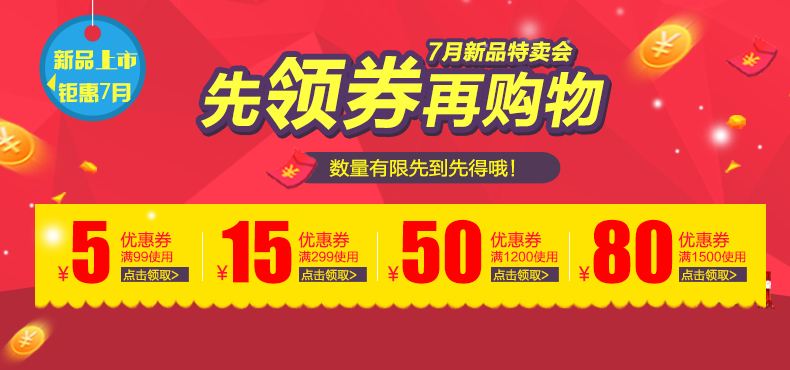 新品上市
钜惠7月
7月新品特卖会
先领券再购物
数量有限先到先得哦！
¥5
优惠券
满99使用
点击领取>
¥15
优惠券
满299使用
点击领取>
¥50
优惠券
满1200使用
点击领取>
¥80
优惠券
满1500使用
点击领取>